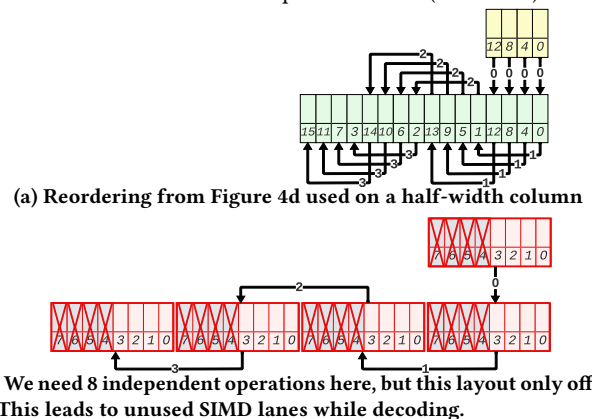 12 8 4 0
0 0 0 0
2
2
2
2
15 11 7 3 14 10 6 2 13 9 5 1 12 8 4 0
3 1
3 1
3 1
3 1
(a) Reordering from Figure 4d used on a half-width column
7 6 5 4 3 2 1 0
0
2
7 6 5 4 3 2 1 0 7 6 5 4 3 2 1 0 7 6 5 4 3 2 1 0 7 6 5 4 3 2 1 0
3 1
We need 8 independent operations here, but this layout only off
This leads to unused SIMD lanes while decoding.